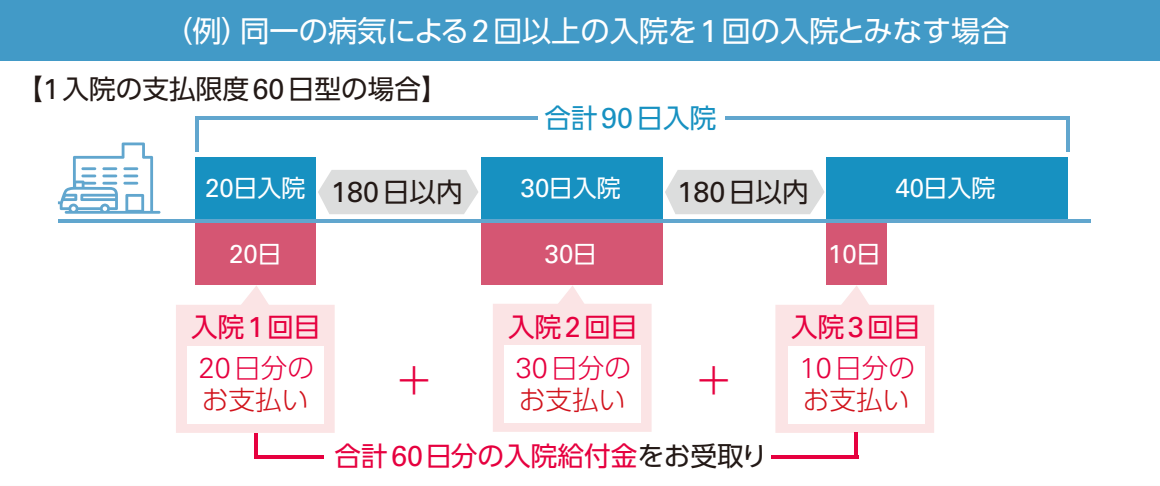 (例) 同一の病気による2回以上の入院を1回の入院とみなす場合
【1入院の支払限度60日型の場合】
合計90日入院
20日入院
180日以内
30日入院
180日以内
40日入院
20日
30日
10日
入院1回目
20日分の
お支払い
+
入院2回目
30日分の
お支払い
+
入院3回目
10日分の
お支払い
合計60日分の入院給付金をお受取り